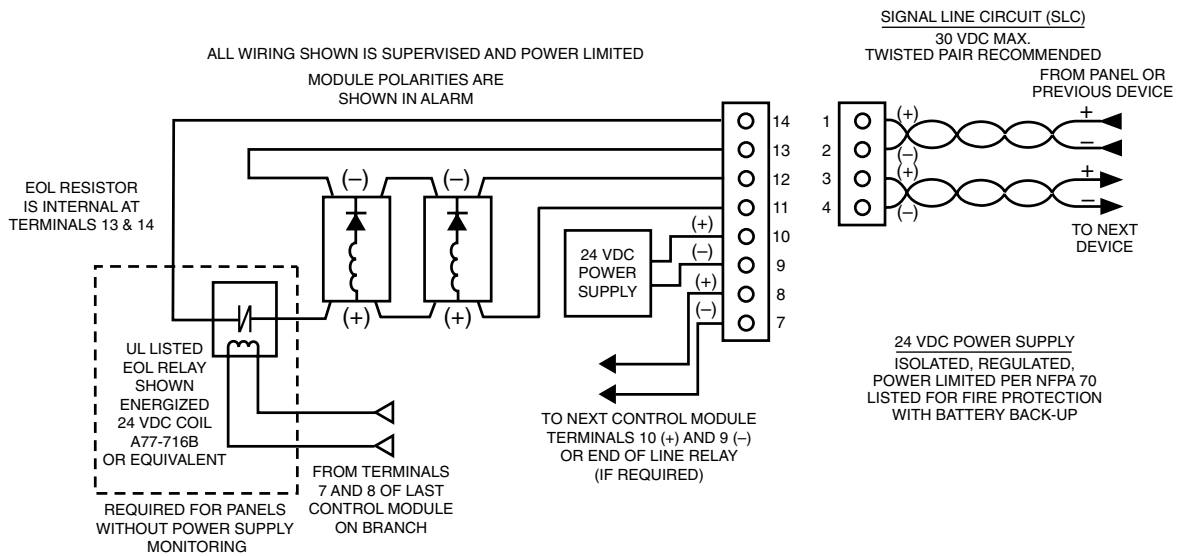 SIGNAL LINE CIRCUIT (SLC)
30 VDC MAX.
TWISTED PAIR RECOMMENDED
FROM PANEL OR
PREVIOUS DEVICE
ALL WIRING SHOWN IS SUPERVISED AND POWER LIMITED
MODULE POLARITIES ARE
SHOWN IN ALARM
14
13
12
11
10
9
8
7
1
2
3
4
(+)
(–)
(+)
(–)
+
–
+
–
TO NEXT
DEVICE
EOL RESISTOR
IS INTERNAL AT
TERMINALS 13 & 14
(–)
(–)
(+)
(+)
24 VDC
POWER
SUPPLY
(+)
(–)
(+)
(–)
UL LISTED
EOL RELAY
SHOWN
ENERGIZED
24 VDC COIL
A77-716B
OR EQUIVALENT
REQUIRED FOR PANELS
WITHOUT POWER SUPPLY
MONITORING
FROM TERMINALS
7 AND 8 OF LAST
CONTROL MODULE
ON BRANCH
TO NEXT CONTROL MODULE
TERMINALS 10 (+) AND 9 (–)
OR END OF LINE RELAY
(IF REQUIRED)
24 VDC POWER SUPPLY
ISOLATED, REGULATED,
POWER LIMITED PER NFPA 70
LISTED FOR FIRE PROTECTION
WITH BATTERY BACK-UP